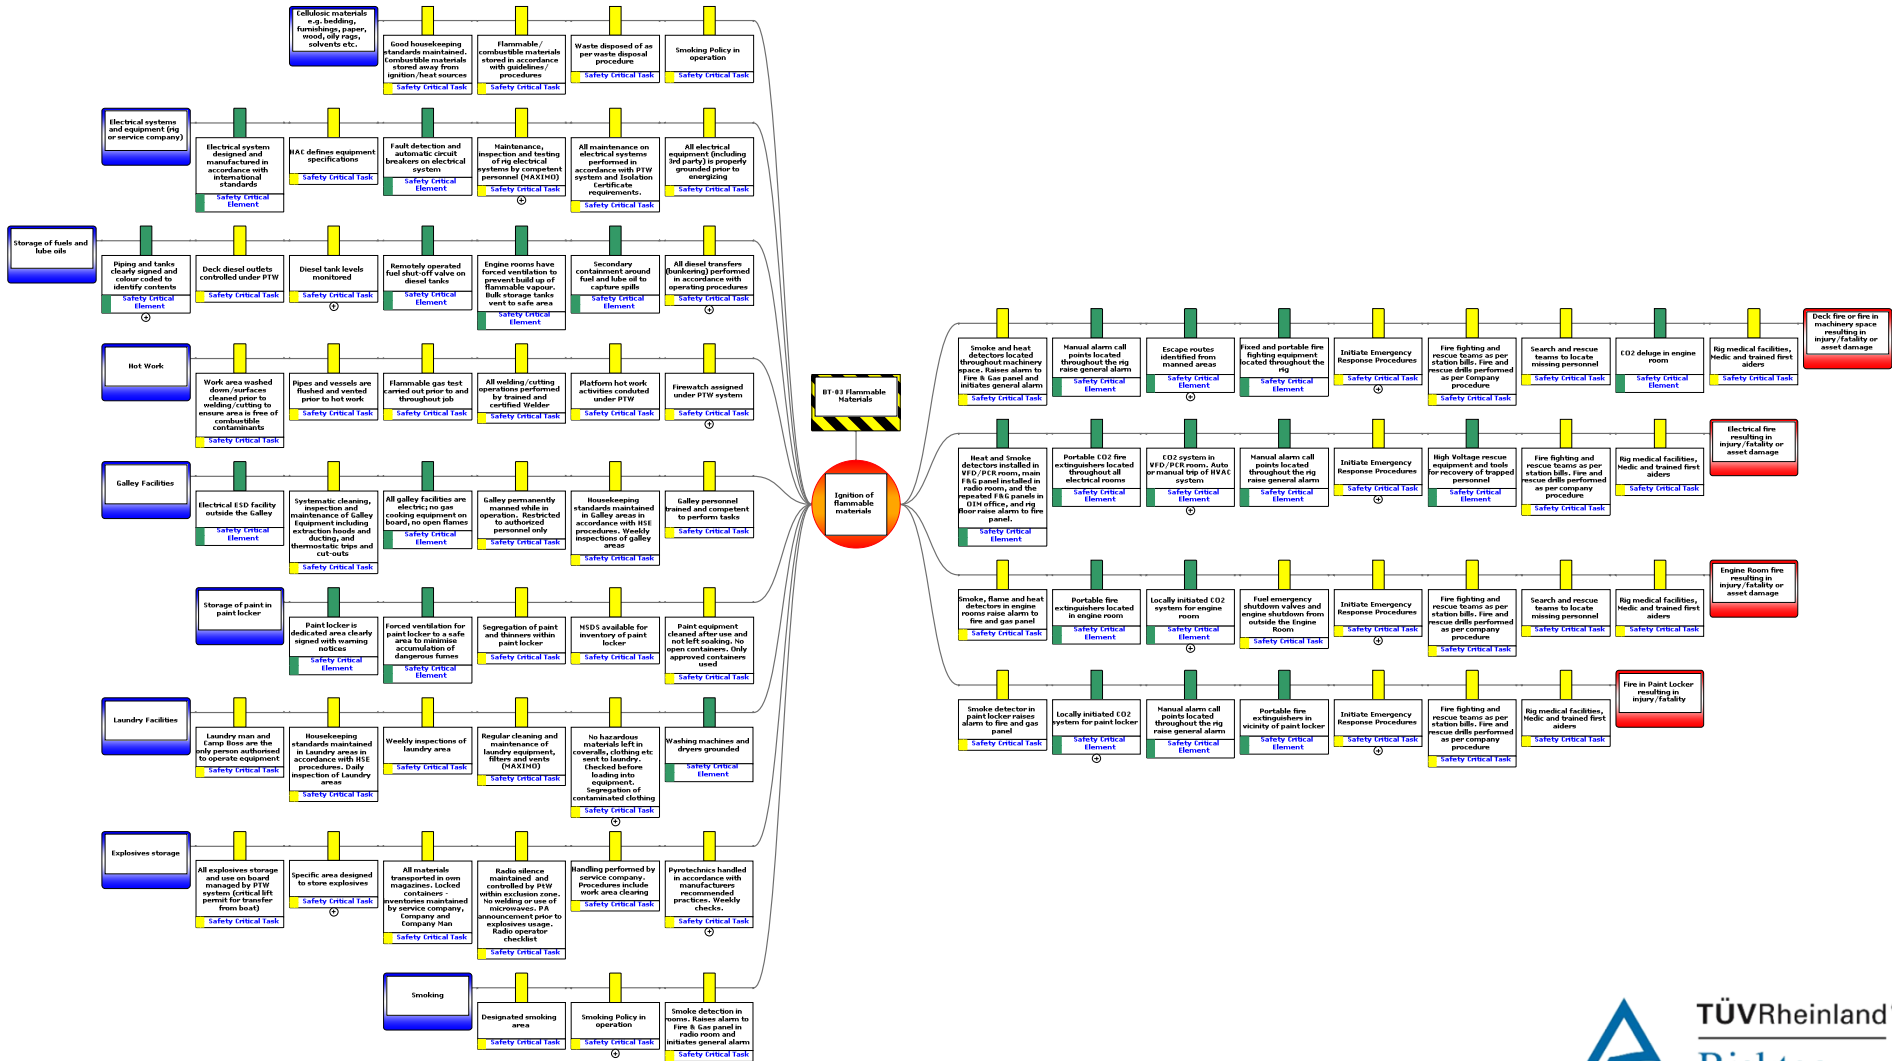 Cellulosic materials
e.g. bedding,
furnishings, paper,
wood, oily rags,
solvents etc.
Good housekeeping
standards maintained.
Combustible materials
stored away from
ignition/heat sources
Safety Critical Task
Flammable/
combustible materials
stored in accordance
with guidelines/
procedures
Safety Critical Task
Waste disposed of as
per waste disposal
procedure
Safety Critical Task
Smoking Policy in
operation
Safety Critical Task
Electrical systems
and equipment (rig
or service company)
Electrical system
designed and
manufactured in
accordance with
international
standards
Safety Critical
Element
HAC defines equipment
specifications
Safety Critical Task
Fault detection and
automatic circuit
breakers on electrical
system
Safety Critical
Element
Maintenance,
inspection and testing
of rig electrical
systems by competent
personnel (MAXIMO)
Safety Critical Task
All maintenance on
electrical systems
performed in
accordance with PTW
system and Isolation
Certificate
requirements.
Safety Critical Task
All electrical
equipment (including
3rd party) is properly
grounded prior to
energizing
Safety Critical Task
Storage of fuels and
lube oils
Piping and tanks
clearly signed and
colour coded to
identify contents
Safety Critical
Element
Deck diesel outlets
controlled under PTW
Safety Critical Task
Diesel tank levels
monitored
Safety Critical Task
Remotely operated
fuel shut-off valve on
diesel tanks
Safety Critical
Element
Engine rooms have
forced ventilation to
prevent build up of
flammable vapour.
Bulk storage tanks
vent to safe area
Safety Critical
Element
Secondary
containment around
fuel and lube oil to
capture spills
Safety Critical
Element
All diesel transfers
(bunkering) performed
in accordance with
operating procedures
Safety Critical Task
Hot Work
Work area washed
down/surfaces
cleaned prior to
welding/cutting to
ensure area is free of
combustible
contaminants
Safety Critical Task
Pipes and vessels are
flushed and vented
prior to hot work
Safety Critical Task
Flammable gas test
carried out prior to and
throughout job
Safety Critical Task
All welding/cutting
operations performed
by trained and
certified Welder
Safety Critical Task
Platform hot work
activities conduted
under PTW
Safety Critical Task
Firewatch assigned
under PTW system
Safety Critical Task
Galley Facilities
Electrical ESD facility
outside the Galley
Safety Critical
Element
Systematic cleaning,
inspection and
maintenance of Galley
Equipment including
extraction hoods and
ducting, and
thermostatic trips and
cut-outs
Safety Critical Task
All galley facilities are
electric; no gas
cooking equipment on
board, no open flames
Safety Critical
Element
Galley permanently
manned while in
operation. Restricted
to authorized
personnel only
Safety Critical Task
Housekeeping
standards maintained
in Galley areas in
accordance with HSE
procedures. Weekly
inspections of galley
areas
Safety Critical Task
Galley personnel
trained and competent
to perform tasks
Safety Critical Task
Storage of paint in
paint locker
Paint locker is
dedicated area clearly
signed with warning
notices
Safety Critical
Element
Forced ventilation for
paint locker to a safe
area to minimise
accumulation of
dangerous fumes
Safety Critical
Element
Segregation of paint
and thinners within
paint locker
Safety Critical Task
MSDS available for
inventory of paint
locker
Safety Critical Task
Paint equipment
cleaned after use and
not left soaking. No
open containers. Only
approved containers
used
Safety Critical Task
Laundry Facilities
Laundry man and
Camp Boss are the
only person authorised
to operate equipment
Safety Critical Task
Housekeeping
standards maintained
in Laundry areas in
accordance with HSE
procedures. Daily
inspection of Laundry
areas
Safety Critical Task
Weekly inspections of
laundry area
Safety Critical Task
Regular cleaning and
maintenance of
laundry equipment,
filters and vents
(MAXIMO)
Safety Critical Task
No hazardous
materials left in
coveralls, clothing etc
sent to laundry.
Checked before
loading into
equipment.
Segregation of
contaminated clothing
Safety Critical Task
Washing machines and
dryers grounded
Safety Critical
Element
Explosives storage
All explosives storage
and use on board
managed by PTW
system (critical lift
permit for transfer
from boat)
Safety Critical Task
Specific area designed
to store explosives
Safety Critical Task
All materials
transported in own
magazines. Locked
containers -
inventories maintained
by service company,
Company and
Company Man
Safety Critical Task
Radio silence
maintained and
controlled by PtW
within exclusion zone.
No welding or use of
microwaves. PA
announcement prior to
explosives usage.
Radio operator
checklist
Safety Critical Task
Handling performed by
service company.
Procedures include
work area clearing
Safety Critical Task
Pyrotechnics handled
in accordance with
manufacturers
recommended
practices. Weekly
checks.
Safety Critical Task
Smoking
Designated smoking
area
Safety Critical Task
Smoking Policy in
operation
Safety Critical Task
Smoke detection in
rooms. Raises alarm to
Fire & Gas panel in
radio room and
initiates general alarm
Safety Critical Task
BT-03 Flammable
Materials
Ignition of
flammable
materials
Smoke and heat
detectors located
throughout machinery
space. Raises alarm to
Fire & Gas panel and
initiates general alarm
Safety Critical Task
Manual alarm call
points located
throughout the rig
raise general alarm
Safety Critical
Element
Escape routes
identified from
manned areas
Safety Critical
Element
Fixed and portable fire
fighting equipment
located throughout the
rig
Safety Critical
Element
Initiate Emergency
Response Procedures
Safety Critical Task
Fire fighting and
rescue teams as per
station bills. Fire and
rescue drills performed
as per Company
procedure
Safety Critical Task
Search and rescue
teams to locate
missing personnel
Safety Critical Task
CO2 deluge in engine
room
Safety Critical
Element
Rig medical facilities,
Medic and trained first
aiders
Safety Critical Task
Deck fire or fire in
machinery space
resulting in
injury/fatality or
asset damage
Heat and Smoke
detectors installed in
VFD/PCR room, main
F&G panel installed in
radio room, and the
repeated F&G panels in
OIM office, and rig
floor raise alarm to fire
panel.
Safety Critical
Element
Portable CO2 fire
extinguishers located
throughout all
electrical rooms
Safety Critical
Element
CO2 system in
VFD/PCR room. Auto
or manual trip of HVAC
system
Safety Critical
Element
Manual alarm call
points located
throughout the rig
raise general alarm
Safety Critical
Element
Initiate Emergency
Response Procedures
Safety Critical Task
High Voltage rescue
equipment and tools
for recovery of trapped
personnel
Safety Critical
Element
Fire fighting and
rescue teams as per
station bills. Fire and
rescue drills performed
as per company
procedure
Safety Critical Task
Rig medical facilities,
Medic and trained first
aiders
Safety Critical Task
Electrical fire
resulting in
injury/fatality or
asset damage
Smoke, flame and heat
detectors in engine
rooms raise alarm to
fire and gas panel
Safety Critical Task
Portable fire
extinguishers located
in engine room
Safety Critical
Element
Locally initiated CO2
system for engine
room
Safety Critical
Element
Fuel emergency
shutdown valves and
engine shutdown from
outside the Engine
Room
Safety Critical Task
Initiate Emergency
Response Procedures
Safety Critical Task
Fire fighting and
rescue teams as per
station bills. Fire and
rescue drills performed
as per company
procedure
Safety Critical Task
Search and rescue
teams to locate
missing personnel
Safety Critical Task
Rig medical facilities,
Medic and trained first
aiders
Safety Critical Task
Engine Room fire
resulting in
injury/fatality or
asset damage
Smoke detector in
paint locker raises
alarm to fire and gas
panel
Safety Critical Task
Locally initiated CO2
system for paint locker
Safety Critical
Element
Manual alarm call
points located
throughout the rig
raise general alarm
Safety Critical
Element
Portable fire
extinguishers in
vicinity of paint locker
Safety Critical
Element
Initiate Emergency
Response Procedures
Safety Critical Task
Fire fighting and
rescue teams as per
station bills. Fire and
rescue drills performed
as per company
procedure
Safety Critical Task
Rig medical facilities,
Medic and trained first
aiders
Safety Critical Task
Fire in Paint Locker
resulting in
injury/fatality
TÜVRheinland